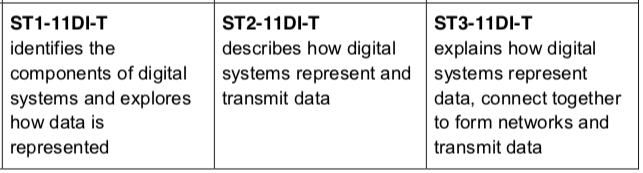 ST1-11DI-T
identifies the
components of digital
systems and explores
how data is
represented
ST2-11DI-T
describes how digital
systems represent and
transmit data
ST3-11DI-T
explains how digital
systems represent
data, connect together
to form networks and
transmit data